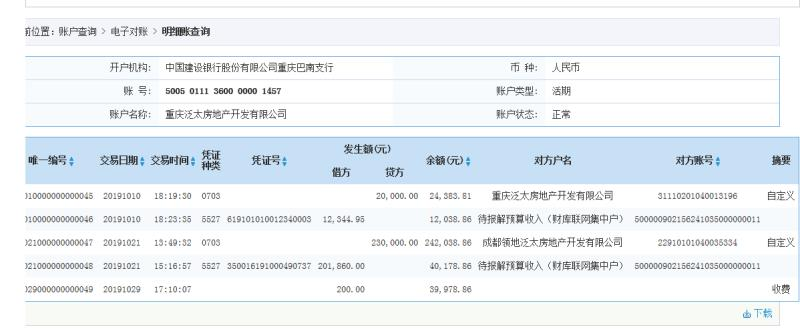 前位置：账户查询 > 电子对账 > 明细账查询
开户机构: 中国建设银行股份有限公司重庆巴南支行 币 种: 人民币
账 号: 5005 0111 3600 0000 1457 账户类型: 活期
账户名称: 重庆泛太房地产开发有限公司 账户状态: 正常
唯一编号 交易日期 交易时间 凭证种类 凭证号 发生额(元) 借方 贷方 余额(元) 对方户名 对方账号 摘要
010000000000045 20191010 18:19:30 0703 20,000.00 24,383.81 重庆泛太房地产开发有限公司 31110201040013196 自定义
010000000000046 20191010 18:23:35 5527 619101010012340003 12,344.95 12,038.86 待报解预算收入（财库联网集中户） 500000902156241035000000011
021000000000047 20191021 13:49:32 0703 230,000.00 242,038.86 成都领地泛太房地产开发有限公司 22910101040035334 自定义
021000000000048 20191021 15:16:57 5527 350016191000490737 201,860.00 40,178.86 待报解预算收入（财库联网集中户） 500000902156241035000000011
029000000000049 20191029 17:10:07 200.00 39,978.86 收费
下载